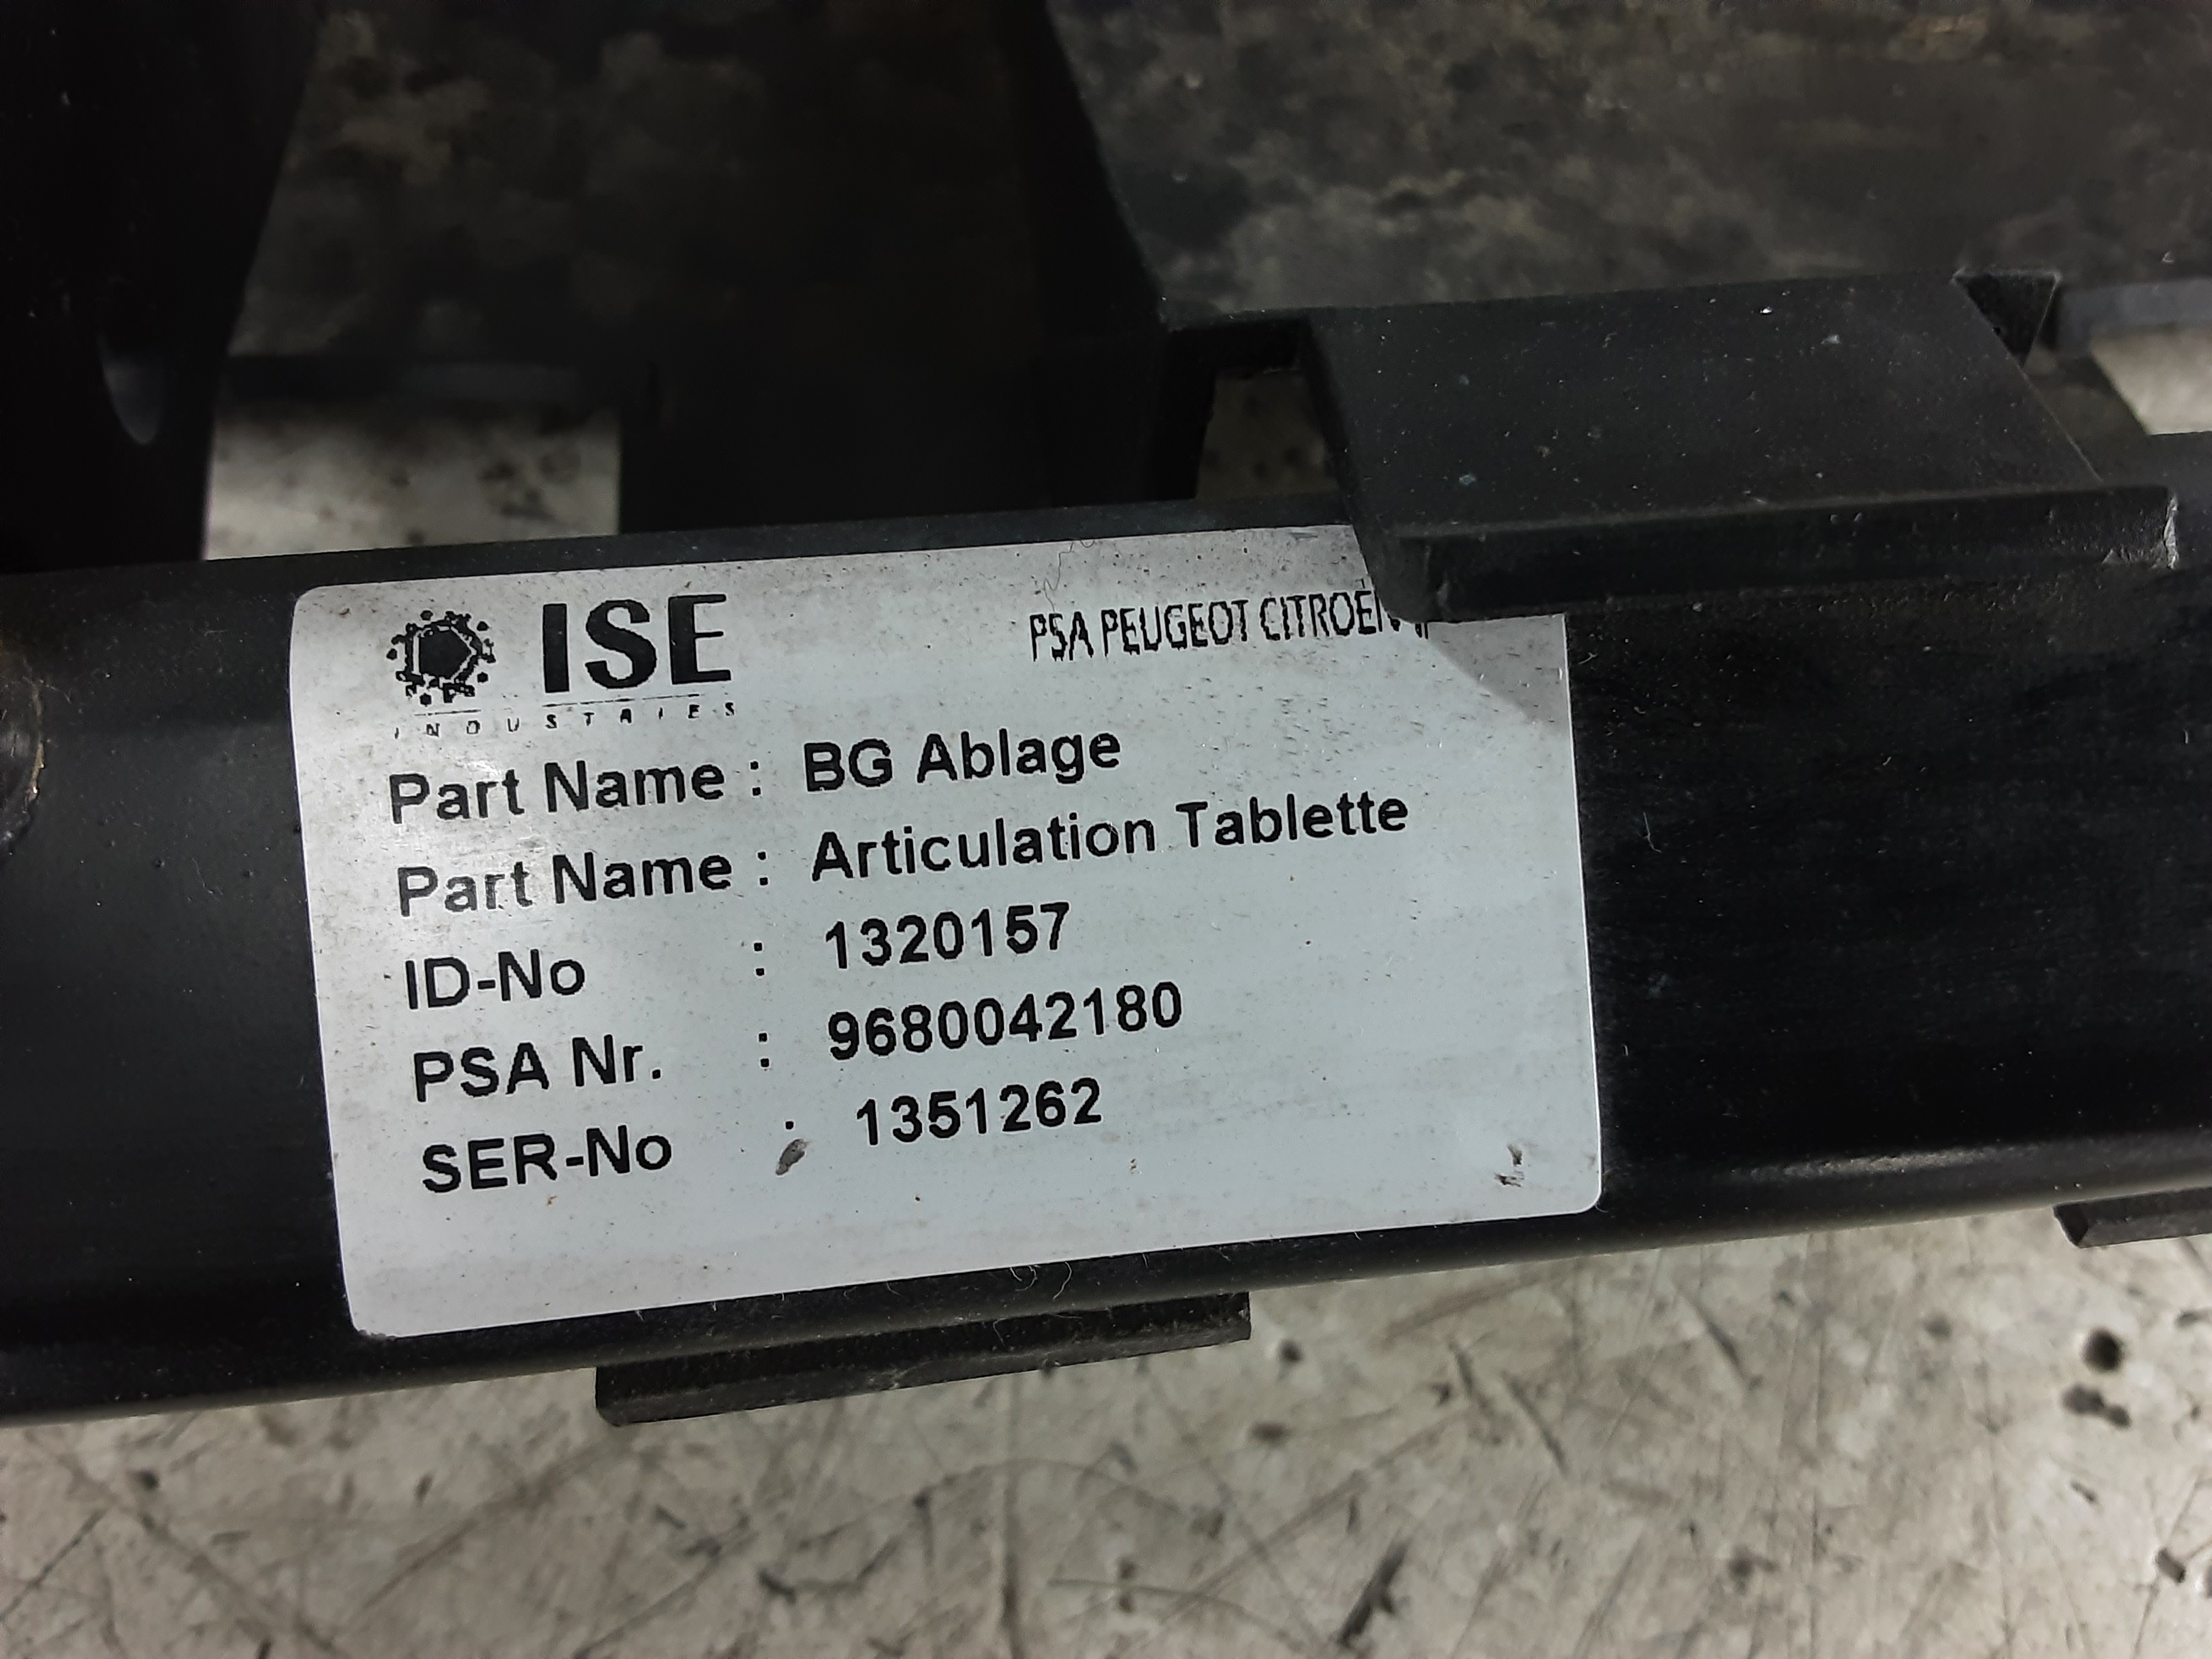 ISE
INDUSTRIES
PSA PEUGEOT CITROËN
Part Name : BG Ablage
Part Name : Articulation Tablette
ID-No : 1320157
PSA Nr. : 9680042180
SER-No : 1351262